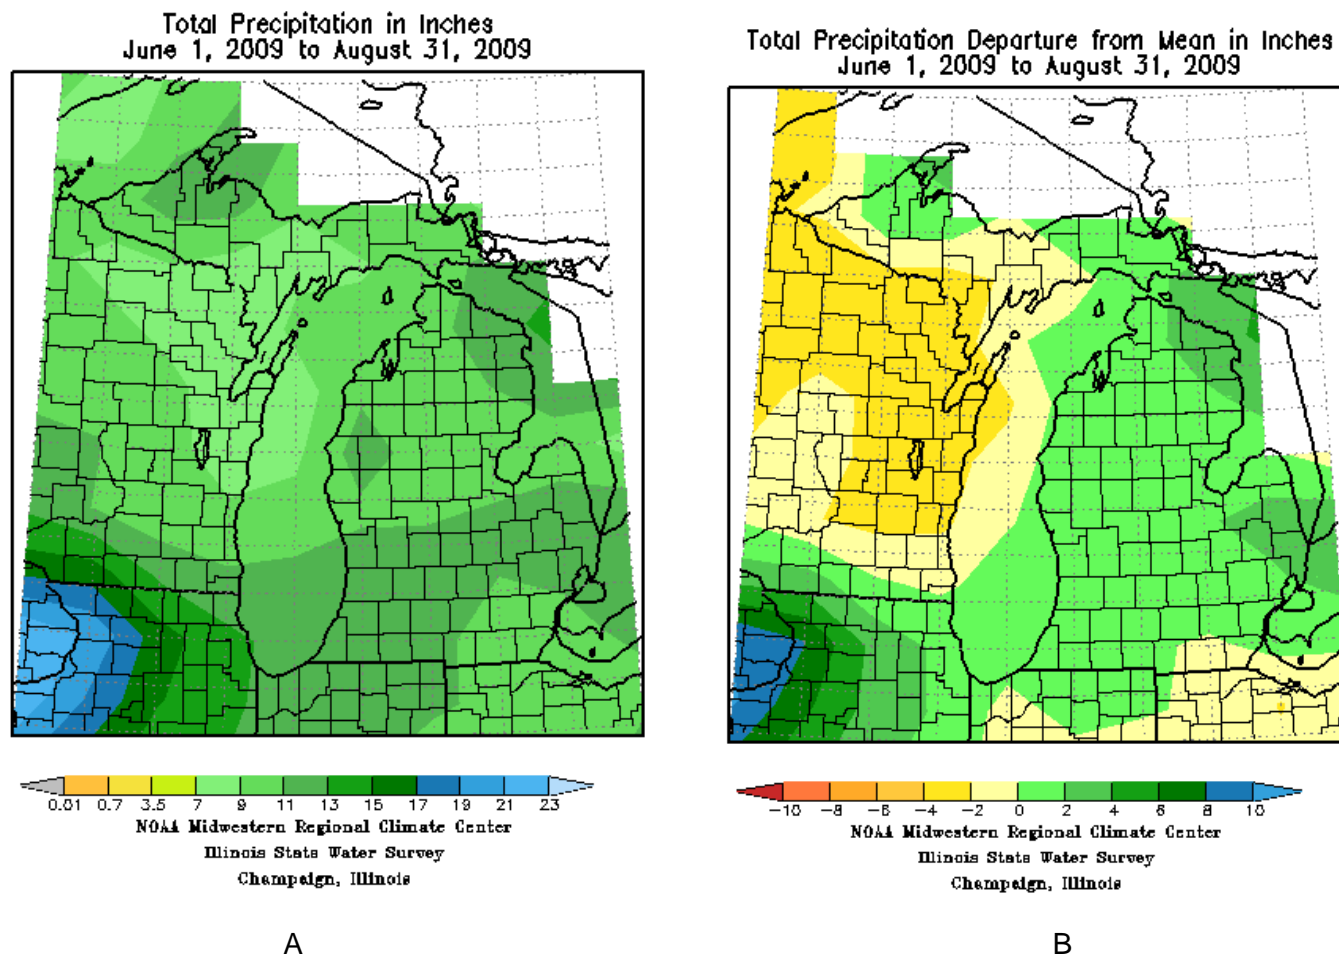 Total Precipitation in Inches
June 1, 2009 to August 31, 2009
Total Precipitation Departure from Mean in Inches
June 1, 2009 to August 31, 2009
0.01 0.7 3.5 7 9 11 13 15 17 19 21 23
NOAA Midwestern Regional Climate Center
Illinois State Water Survey
Champaign, Illinois
-10 -8 -6 -4 -2 0 2 4 6 8 10
NOAA Midwestern Regional Climate Center
Illinois State Water Survey
Champaign, Illinois
A
B